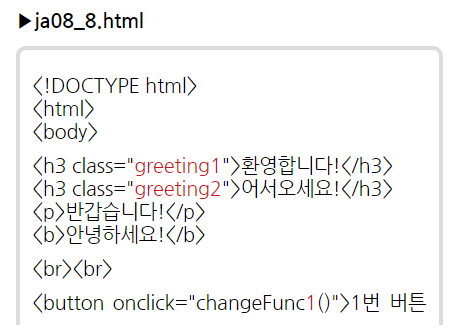 ▶ja08_8.html
<!DOCTYPE html>
<html>
<body>
<h3 class="greeting1">환영합니다!</h3>
<h3 class="greeting2">어서오세요!</h3>
<p>반갑습니다!</p>
<b>안녕하세요!</b>
<br><br>
<button onclick="changeFunc1()">1번 버튼